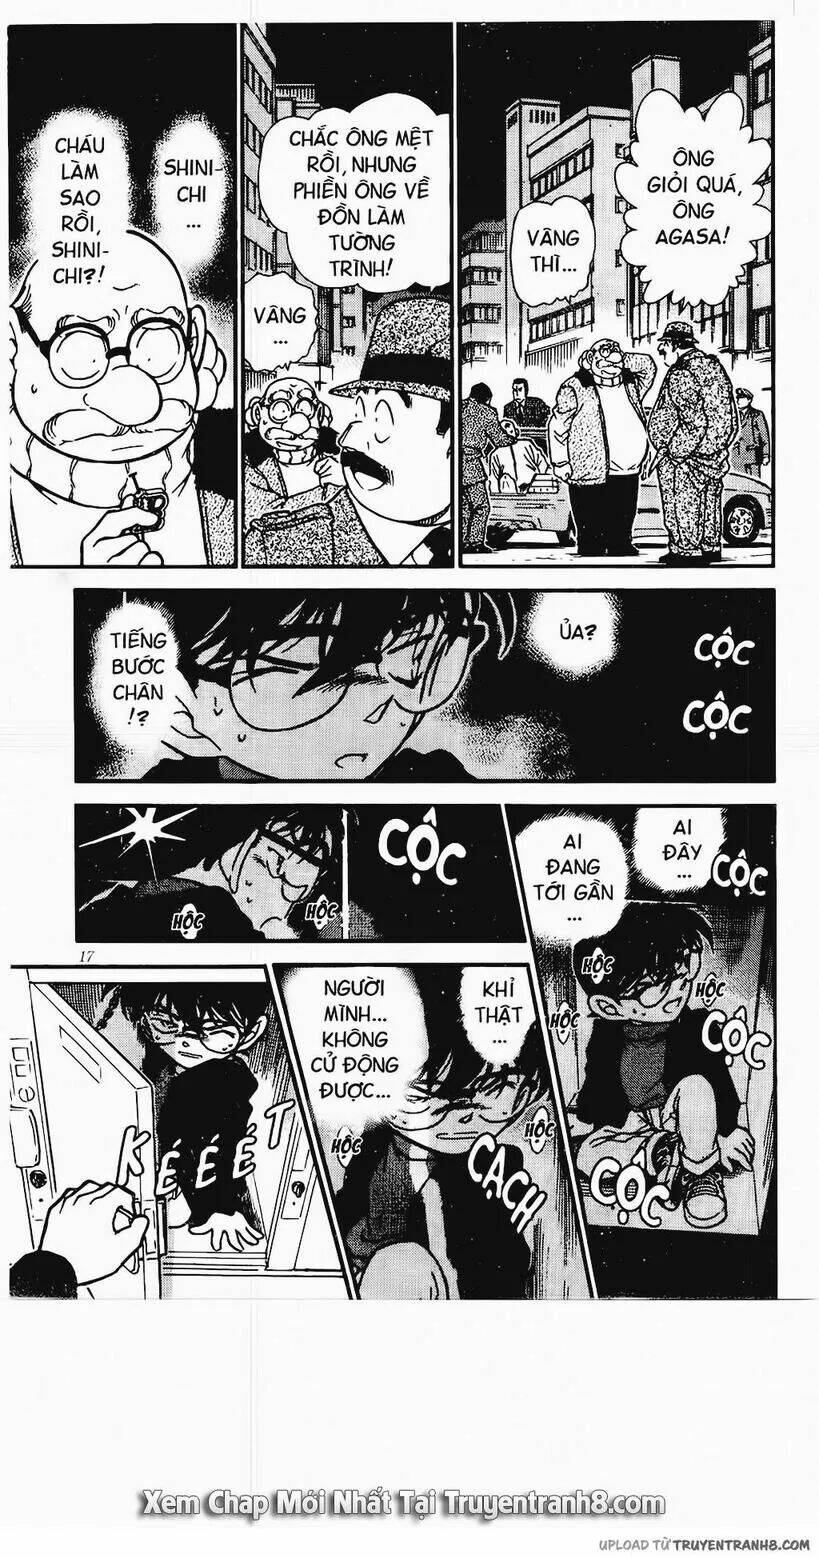 ÔNG
GIỎI QUÁ,
ÔNG
AGASA!
VÂNG
THÌ...
CHẮC ÔNG MỆT
RỒI, NHƯNG
PHIỀN ÔNG VỀ
ĐỒN LÀM
TƯỜNG
TRÌNH!
VÂNG
...
SHINI-
CHI
...
CHÁU
LÀM
SAO
RỒI,
SHINI-
CHI?!
CỘC
CỘC
ỦA?
TIẾNG
BƯỚC
CHÂN
!?
CỘC
HỘC
HỘC
AI
ĐÂY
...
CỘC
AI
ĐANG
TỚI GẦN
...
HỘC
HỘC
HỘC
CỘC
CỘC
KHỈ
THẬT
...
NGƯỜI
MÌNH...
KHÔNG
CỬ ĐỘNG
ĐƯỢC...
HỘC
HỘC
CẠCH
KÉÉÉT
17
Xem Chap Mới Nhất Tại Truyentranh8.com
UPLOAD TỪ TRUYENTRANH8.COM